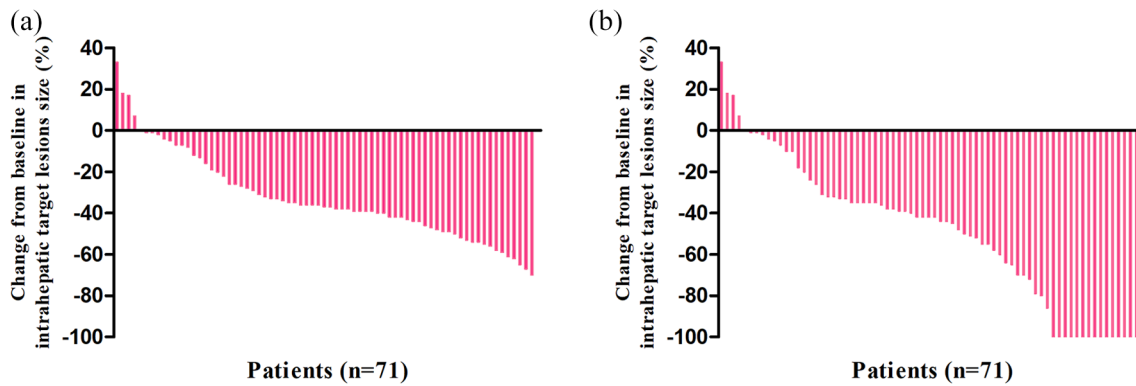 (a)
Change from baseline in
intrahepatic target lesions size (%)
40
20
0
-20
-40
-60
-80
-100
Patients (n=71)
(b)
Change from baseline in
intrahepatic target lesions size (%)
40
20
0
-20
-40
-60
-80
-100
Patients (n=71)